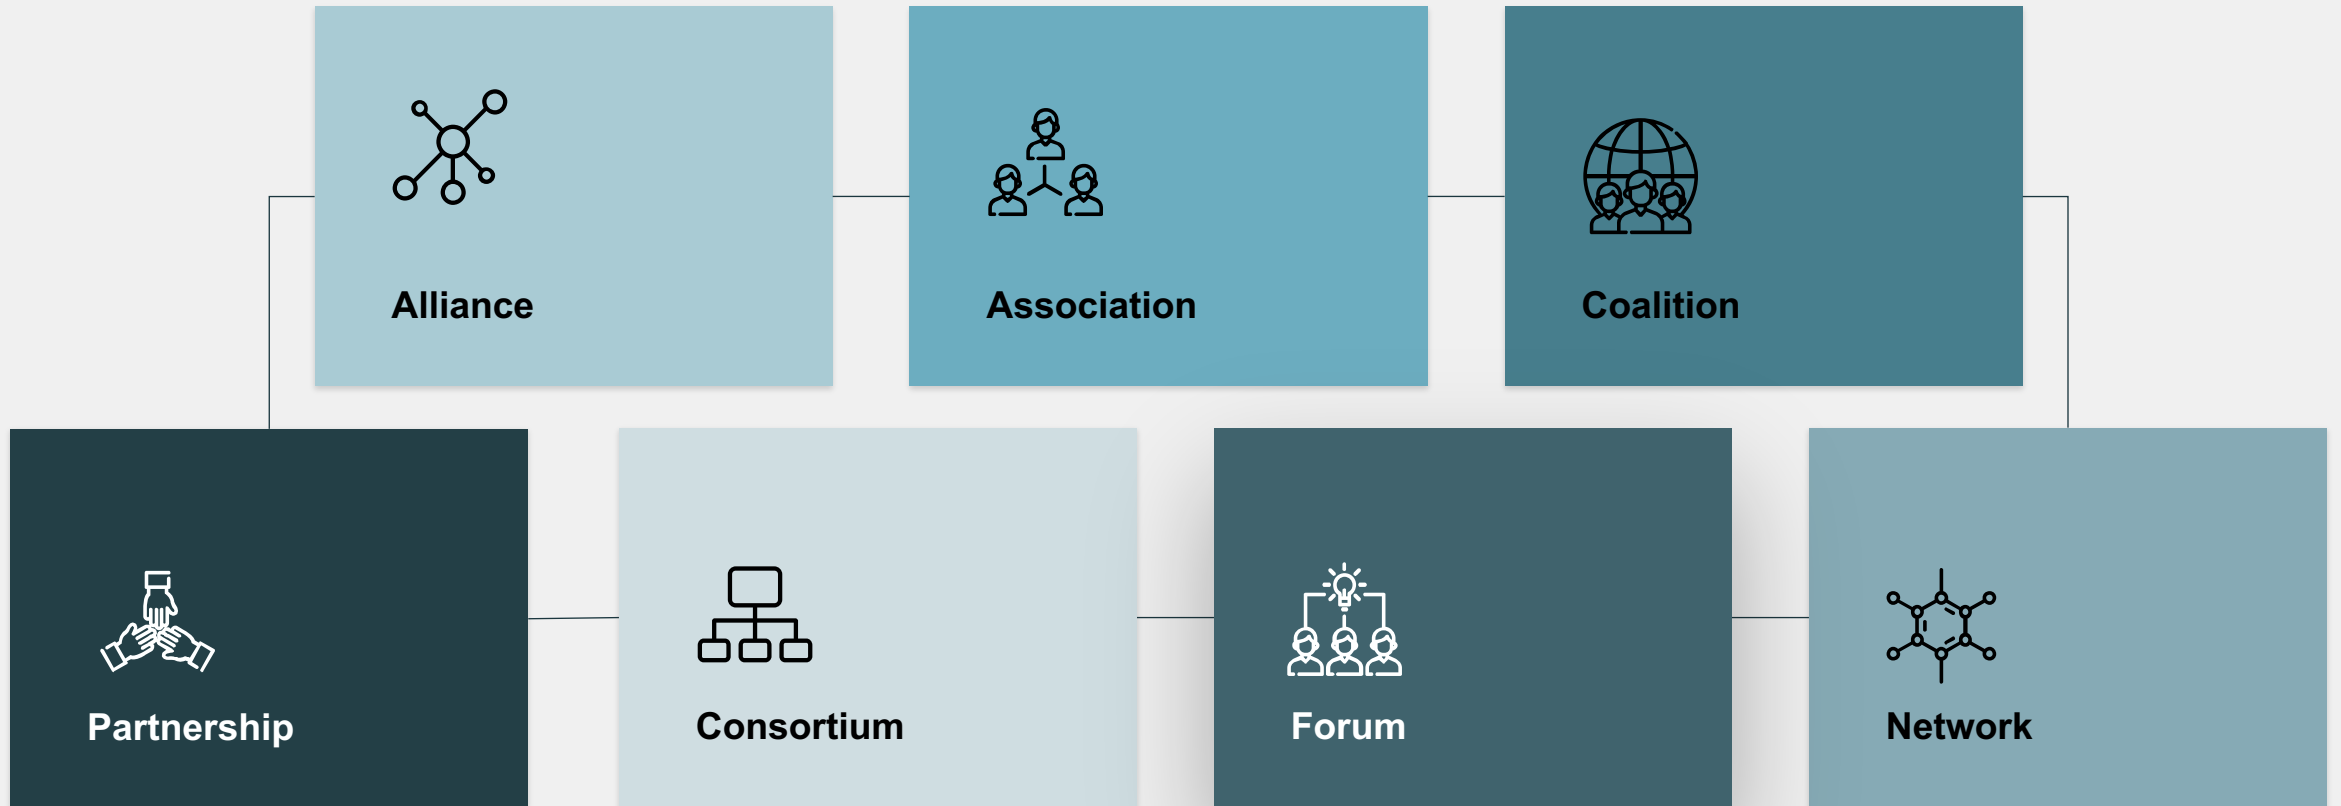 Alliance
Association
Coalition
Partnership
Consortium
Forum
Network